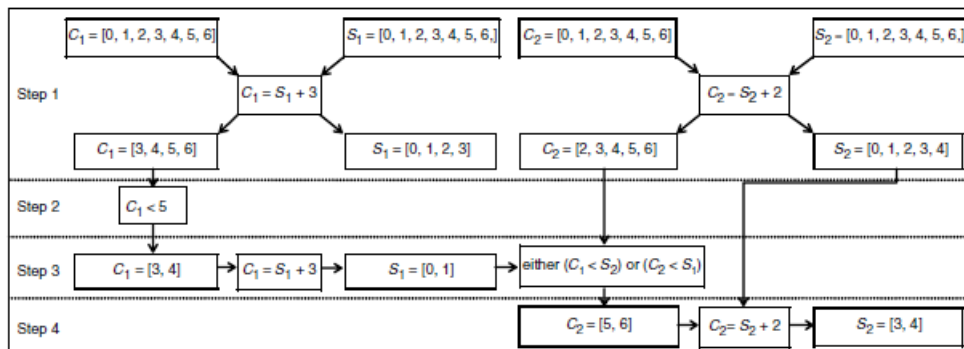 C1 = [0, 1, 2, 3, 4, 5, 6]
S1 = [0, 1, 2, 3, 4, 5, 6,]
C2 = [0, 1, 2, 3, 4, 5, 6]
S2 = [0, 1, 2, 3, 4, 5, 6,]
Step 1
C1 = S1 + 3
C2 = S2 + 2
C1 = [3, 4, 5, 6]
S1 = [0, 1, 2, 3]
C2 = [2, 3, 4, 5, 6]
S2 = [0, 1, 2, 3, 4]
Step 2
C1 < 5
Step 3
C1 = [3, 4]
C1 = S1 + 3
S1 = [0, 1]
either (C1 < S2) or (C2 < S1)
Step 4
C2 = [5, 6]
C2 = S2 + 2
S2 = [3, 4]